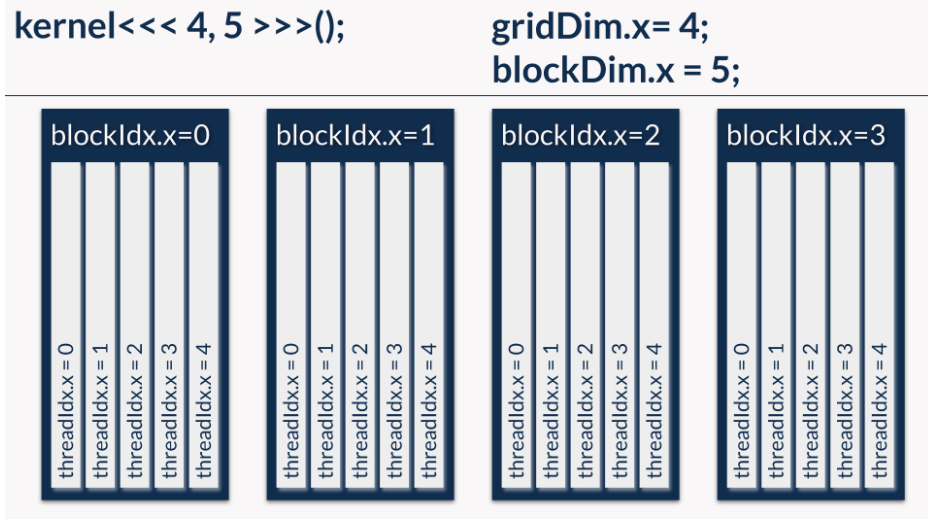 kernel<<< 4, 5 >>>();
gridDim.x= 4;
blockDim.x = 5;
blockIdx.x=0
threadIdx.x = 0
threadIdx.x = 1
threadIdx.x = 2
threadIdx.x = 3
threadIdx.x = 4
blockIdx.x=1
threadIdx.x = 0
threadIdx.x = 1
threadIdx.x = 2
threadIdx.x = 3
threadIdx.x = 4
blockIdx.x=2
threadIdx.x = 0
threadIdx.x = 1
threadIdx.x = 2
threadIdx.x = 3
threadIdx.x = 4
blockIdx.x=3
threadIdx.x = 0
threadIdx.x = 1
threadIdx.x = 2
threadIdx.x = 3
threadIdx.x = 4